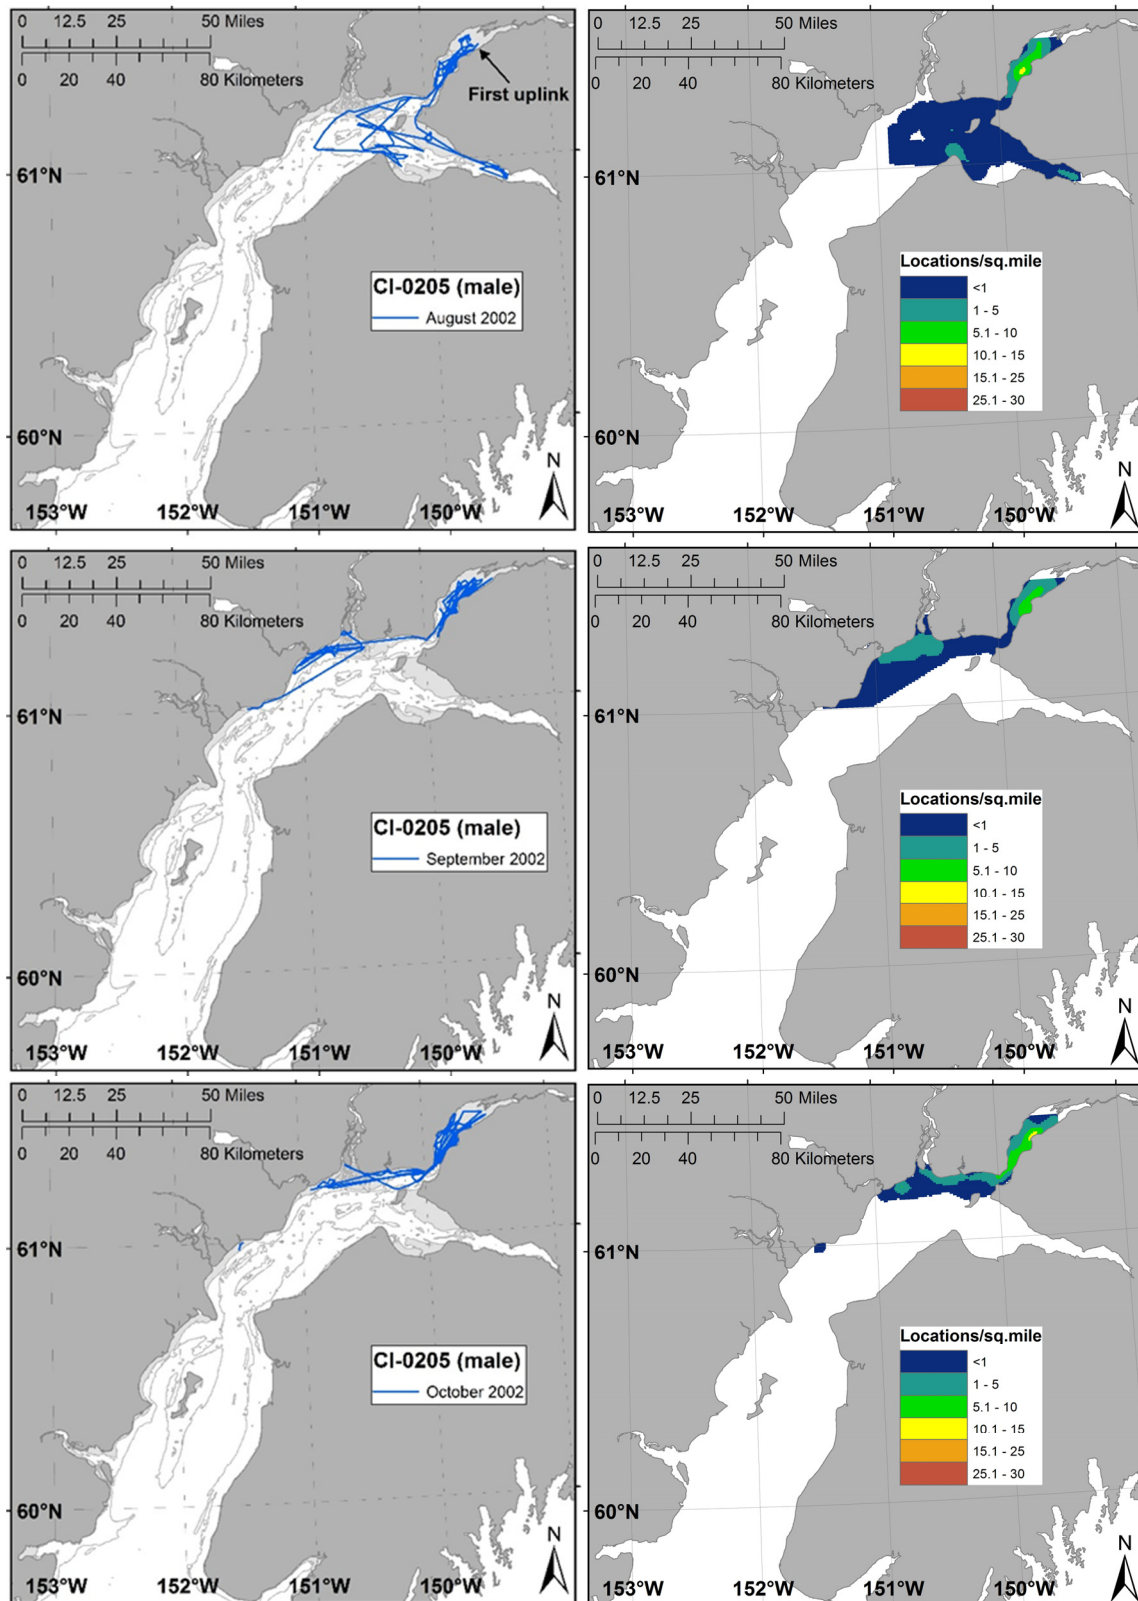 0 12.5 25 50 Miles
0 20 40 80 Kilometers
First uplink
61°N
CI-0205 (male)
August 2002
60°N
N
153°W 152°W 151°W 150°W
0 12.5 25 50 Miles
0 20 40 80 Kilometers
61°N
Locations/sq.mile
<1
1 - 5
5.1 - 10
10.1 - 15
15.1 - 25
25.1 - 30
60°N
N
153°W 152°W 151°W 150°W
0 12.5 25 50 Miles
0 20 40 80 Kilometers
61°N
CI-0205 (male)
September 2002
60°N
N
153°W 152°W 151°W 150°W
0 12.5 25 50 Miles
0 20 40 80 Kilometers
61°N
Locations/sq.mile
<1
1 - 5
5.1 - 10
10.1 - 15
15.1 - 25
25.1 - 30
60°N
N
153°W 152°W 151°W 150°W
0 12.5 25 50 Miles
0 20 40 80 Kilometers
61°N
CI-0205 (male)
October 2002
60°N
N
153°W 152°W 151°W 150°W
0 12.5 25 50 Miles
0 20 40 80 Kilometers
61°N
Locations/sq.mile
<1
1 - 5
5.1 - 10
10.1 - 15
15.1 - 25
25.1 - 30
60°N
N
153°W 152°W 151°W 150°W